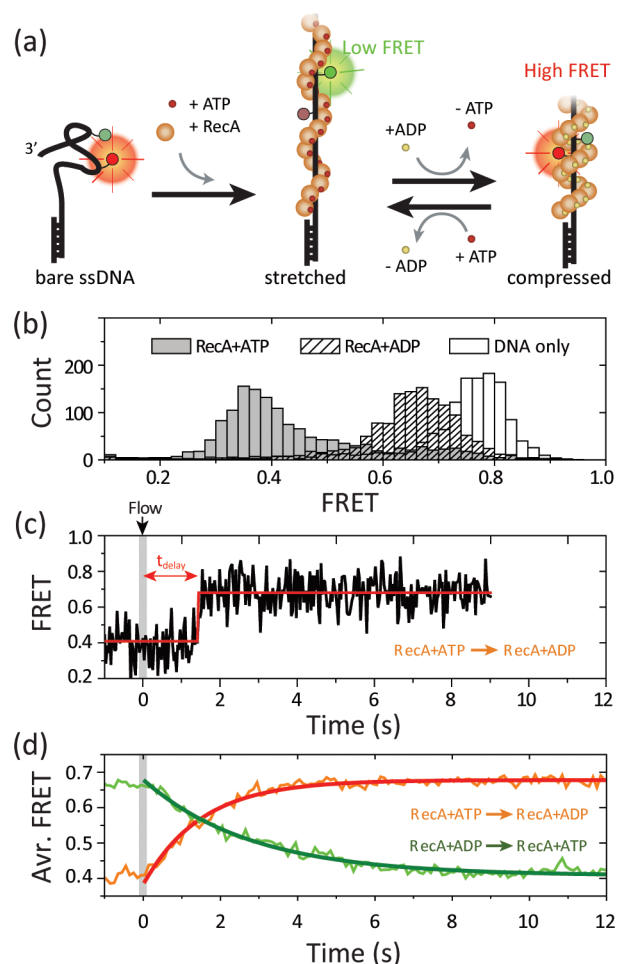 (a)
Low FRET
High FRET
+ ATP
+ RecA
3'
+ADP
- ATP
- ADP
+ ATP
bare ssDNA
stretched
compressed
(b)
RecA+ATP
RecA+ADP
DNA only
Count
200
100
0
0.2
0.4
0.6
0.8
1.0
FRET
(c)
Flow
tdelay
FRET
1.0
0.8
0.6
0.4
0.2
RecA+ATP → RecA+ADP
0
2
4
6
8
10
12
Time (s)
(d)
Avr. FRET
0.7
0.6
0.5
0.4
RecA+ATP → RecA+ADP
RecA+ADP → RecA+ATP
0
2
4
6
8
10
12
Time (s)